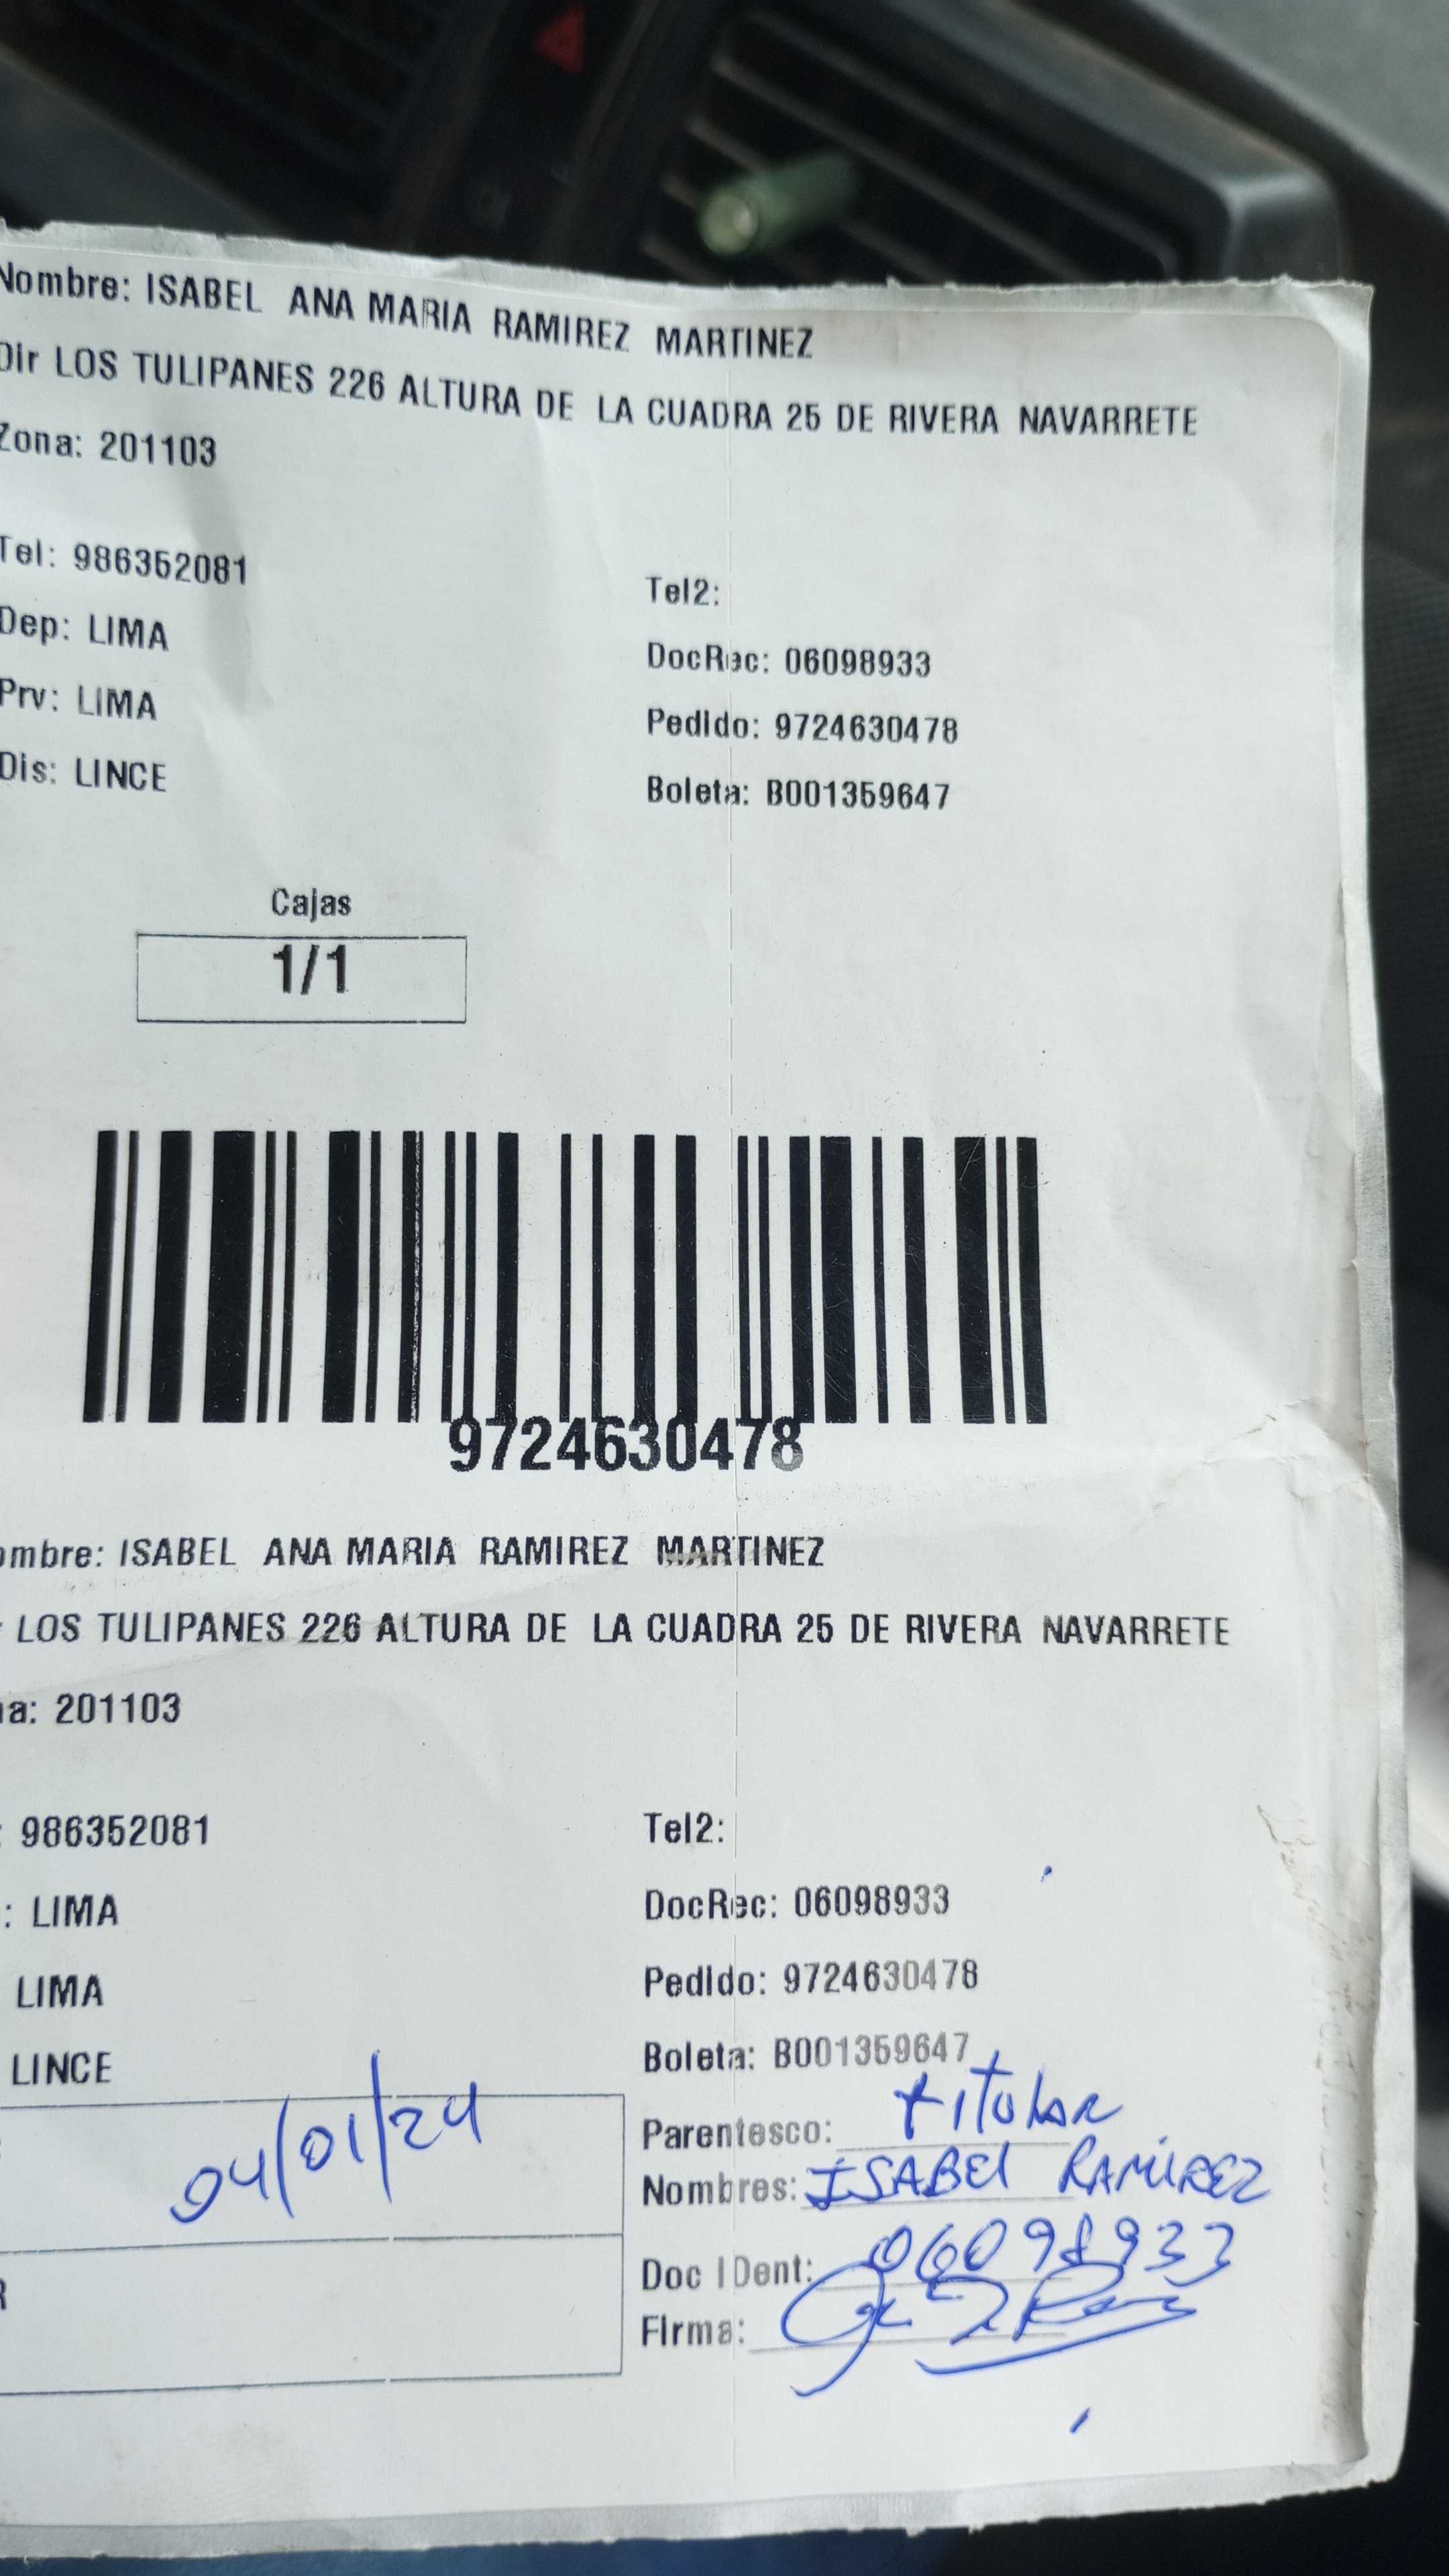 Nombre: ISABEL ANA MARIA RAMIREZ MARTINEZ
Dir LOS TULIPANES 226 ALTURA DE LA CUADRA 25 DE RIVERA NAVARRETE
Zona: 201103
Tel: 986352081
Tel2:
Dep: LIMA
DocRec: 06098933
Prv: LIMA
Pedido: 9724630478
Dis: LINCE
Boleta: B001359647
Cajas
1/1
9724630478
ombre: ISABEL ANA MARIA RAMIREZ MARTINEZ
LOS TULIPANES 226 ALTURA DE LA CUADRA 25 DE RIVERA NAVARRETE
na: 201103
: 986352081
Tel2:
: LIMA
DocRec: 06098933
LIMA
Pedido: 9724630478
LINCE
Boleta: B001359647
04/01/24
Parentesco: titular
Nombres: ISABEL RAMIREZ
Doc IDent: 06098933
R
Firma: